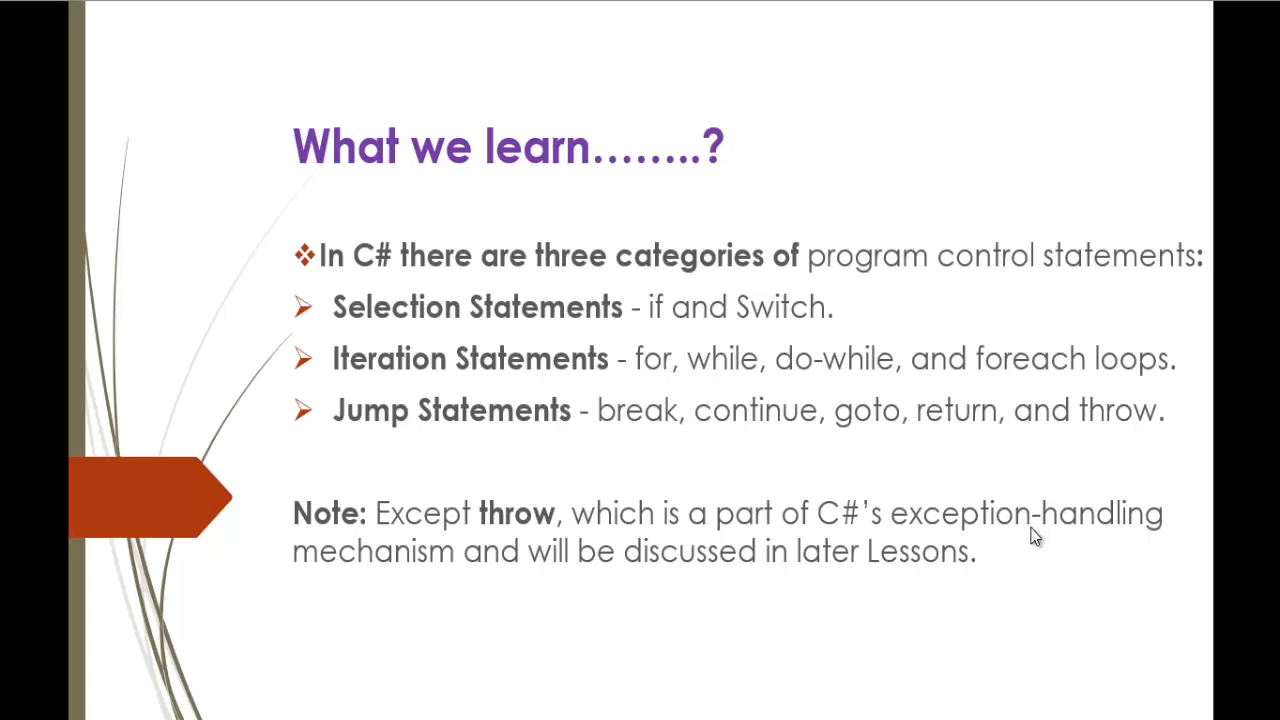 What we learn……..?
❖In C# there are three categories of program control statements:
➢ Selection Statements - if and Switch.
➢ Iteration Statements - for, while, do-while, and foreach loops.
➢ Jump Statements - break, continue, goto, return, and throw.
Note: Except throw, which is a part of C#’s exception-handling
mechanism and will be discussed in later Lessons.